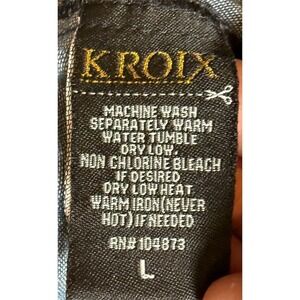 KROIX
MACHINE WASH
SEPARATELY WARM
WATER TUMBLE
DRY LOW.
NON CHLORINE BLEACH
IF DESIRED
DRY LOW HEAT
WARM IRON(NEVER
HOT)IF NEEDED
RN#104873
L